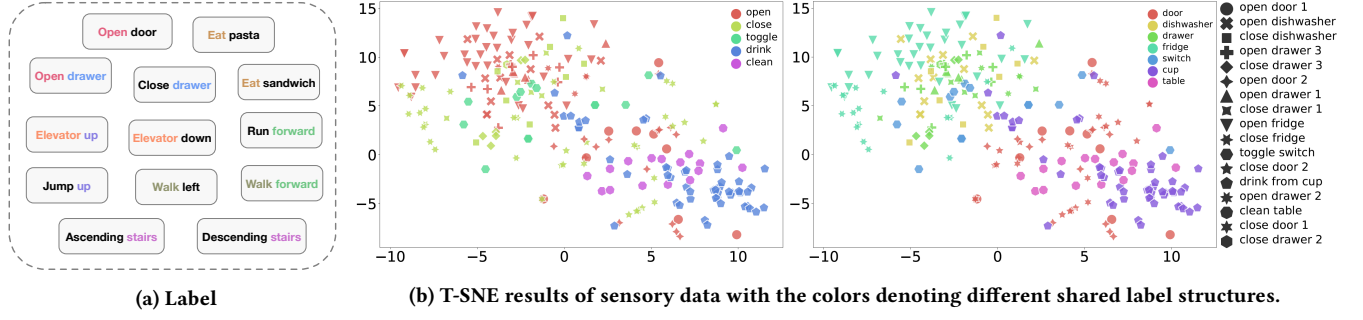 Open door
Eat pasta
Open drawer
Close drawer
Eat sandwich
Elevator up
Elevator down
Run forward
Jump up
Walk left
Walk forward
Ascending stairs
Descending stairs
(a) Label
15
10
5
0
−5
−10
−5
0
5
10
open
close
toggle
drink
clean
15
10
5
0
−5
−10
−5
0
5
10
door
dishwasher
drawer
fridge
switch
cup
table
open door 1
open dishwasher
close dishwasher
open drawer 3
close drawer 3
open door 2
open drawer 1
close drawer 1
open fridge
close fridge
toggle switch
close door 2
drink from cup
open drawer 2
clean table
close door 1
close drawer 2
(b) T-SNE results of sensory data with the colors denoting different shared label structures.